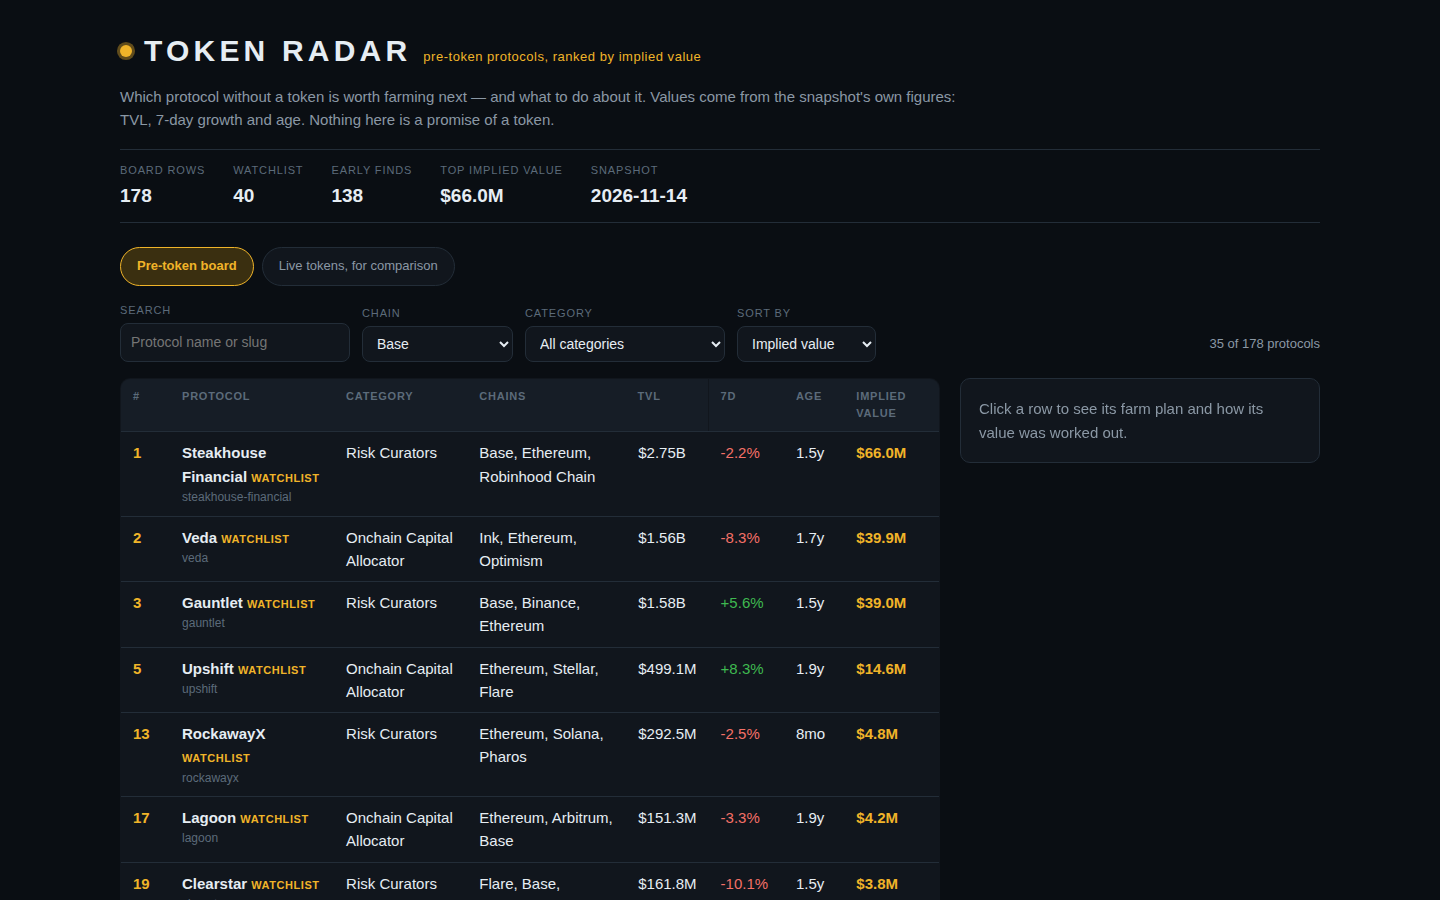 TOKEN RADAR pre-token protocols, ranked by implied value
Which protocol without a token is worth farming next — and what to do about it. Values come from the snapshot's own figures:
TVL, 7-day growth and age. Nothing here is a promise of a token.
BOARD ROWS WATCHLIST EARLY FINDS TOP IMPLIED VALUE SNAPSHOT
178 40 138 $66.0M 2026-11-14
Pre-token board Live tokens, for comparison
SEARCH CHAIN CATEGORY SORT BY
Protocol name or slug Base All categories Implied value 35 of 178 protocols
# PROTOCOL CATEGORY CHAINS TVL 7D AGE IMPLIED
VALUE
Click a row to see its farm plan and how its
value was worked out.
1 Steakhouse Risk Curators Base, Ethereum, $2.75B -2.2% 1.5y $66.0M
Financial WATCHLIST Robinhood Chain
steakhouse-financial
2 Veda WATCHLIST Onchain Capital Ink, Ethereum, $1.56B -8.3% 1.7y $39.9M
veda Allocator Optimism
3 Gauntlet WATCHLIST Risk Curators Base, Binance, $1.58B +5.6% 1.5y $39.0M
gauntlet Ethereum
5 Upshift WATCHLIST Onchain Capital Ethereum, Stellar, $499.1M +8.3% 1.9y $14.6M
upshift Allocator Flare
13 RockawayX Risk Curators Ethereum, Solana, $292.5M -2.5% 8mo $4.8M
WATCHLIST Pharos
rockawayx
17 Lagoon WATCHLIST Onchain Capital Ethereum, Arbitrum, $151.3M -3.3% 1.9y $4.2M
lagoon Allocator Base
19 Clearstar WATCHLIST Risk Curators Flare, Base, $161.8M -10.1% 1.5y $3.8M